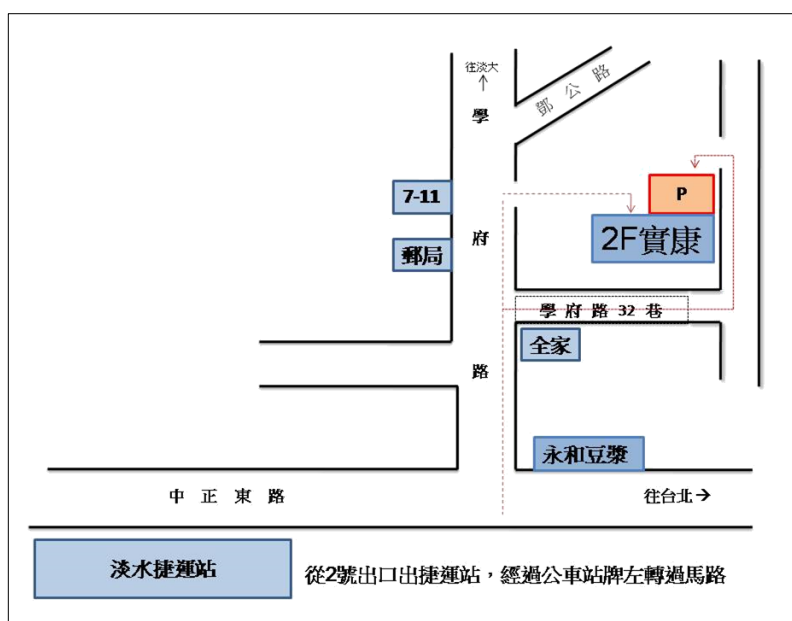 往淡大
↑
鄧公路
學府路
7-11
P
郵局
2F實康
學府路32巷
全家
永和豆漿
中正東路
往台北→
淡水捷運站
從2號出口出捷運站，經過公車站牌左轉過馬路